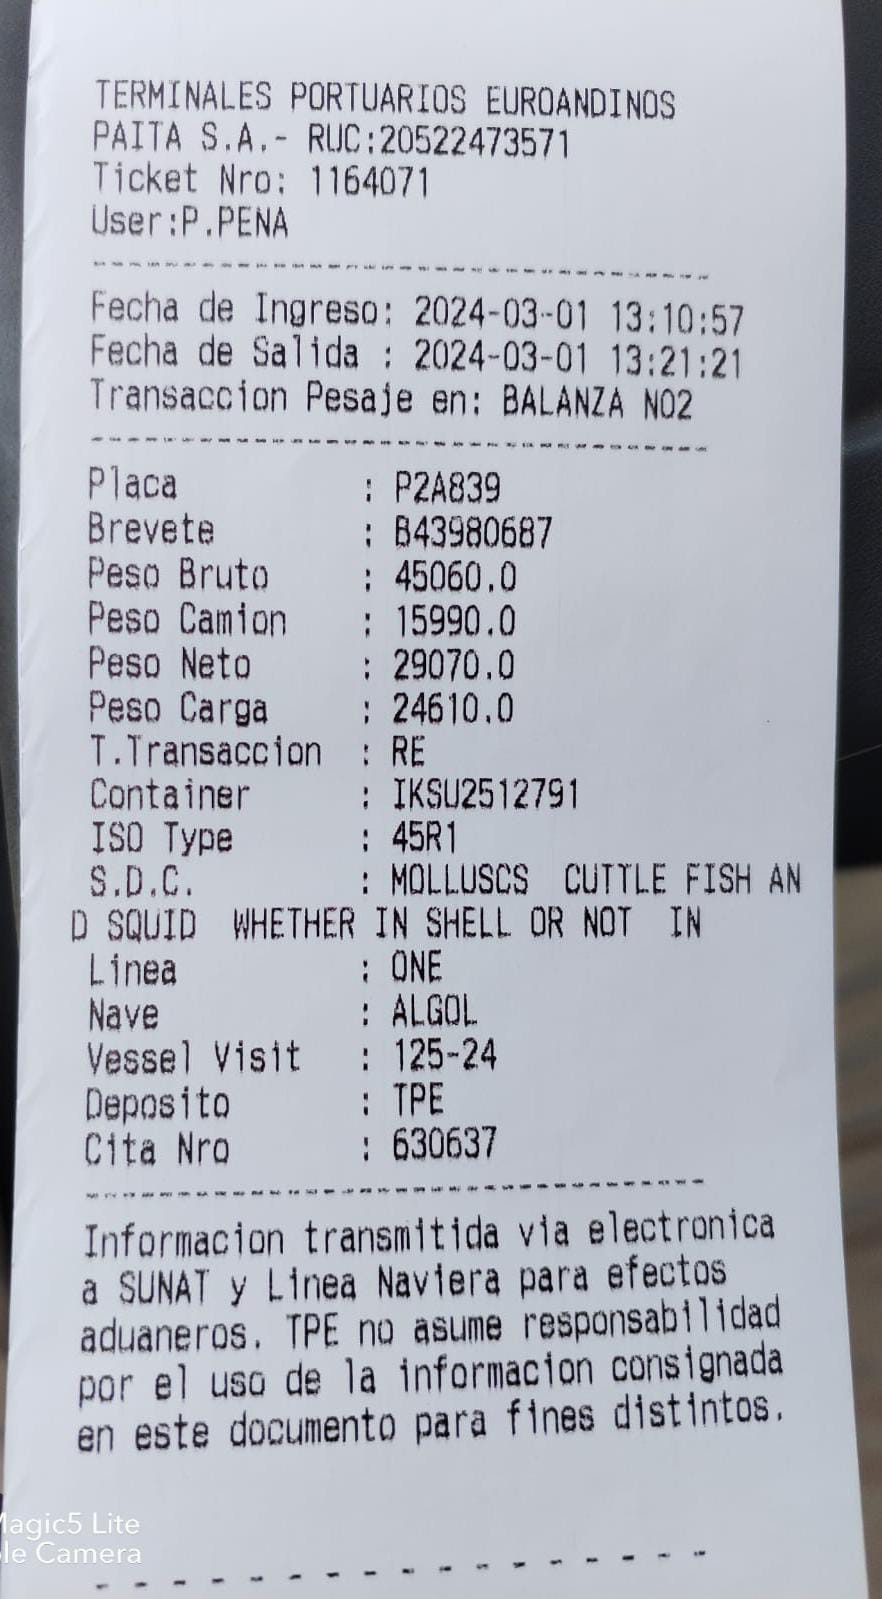 TERMINALES PORTUARIOS EUROANDINOS
PAITA S.A.- RUC:20522473571
Ticket Nro: 1164071
User:P.PENA
Fecha de Ingreso: 2024-03-01 13:10:57
Fecha de Salida : 2024-03-01 13:21:21
Transaccion Pesaje en: BALANZA NO2
Placa : P2A839
Brevete : B43980687
Peso Bruto : 45060.0
Peso Camion : 15990.0
Peso Neto : 29070.0
Peso Carga : 24610.0
T.Transaccion : RE
Container : IKSU2512791
ISO Type : 45R1
S.D.C. : MOLLUSCS CUTTLE FISH AN
D SQUID WHETHER IN SHELL OR NOT IN
Linea : ONE
Nave : ALGOL
Vessel Visit : 125-24
Deposito : TPE
Cita Nro : 630637
Informacion transmitida via electronica
a SUNAT y Linea Naviera para efectos
aduaneros. TPE no asume responsabilidad
por el uso de la informacion consignada
en este documento para fines distintos.
Magic5 Lite
le Camera